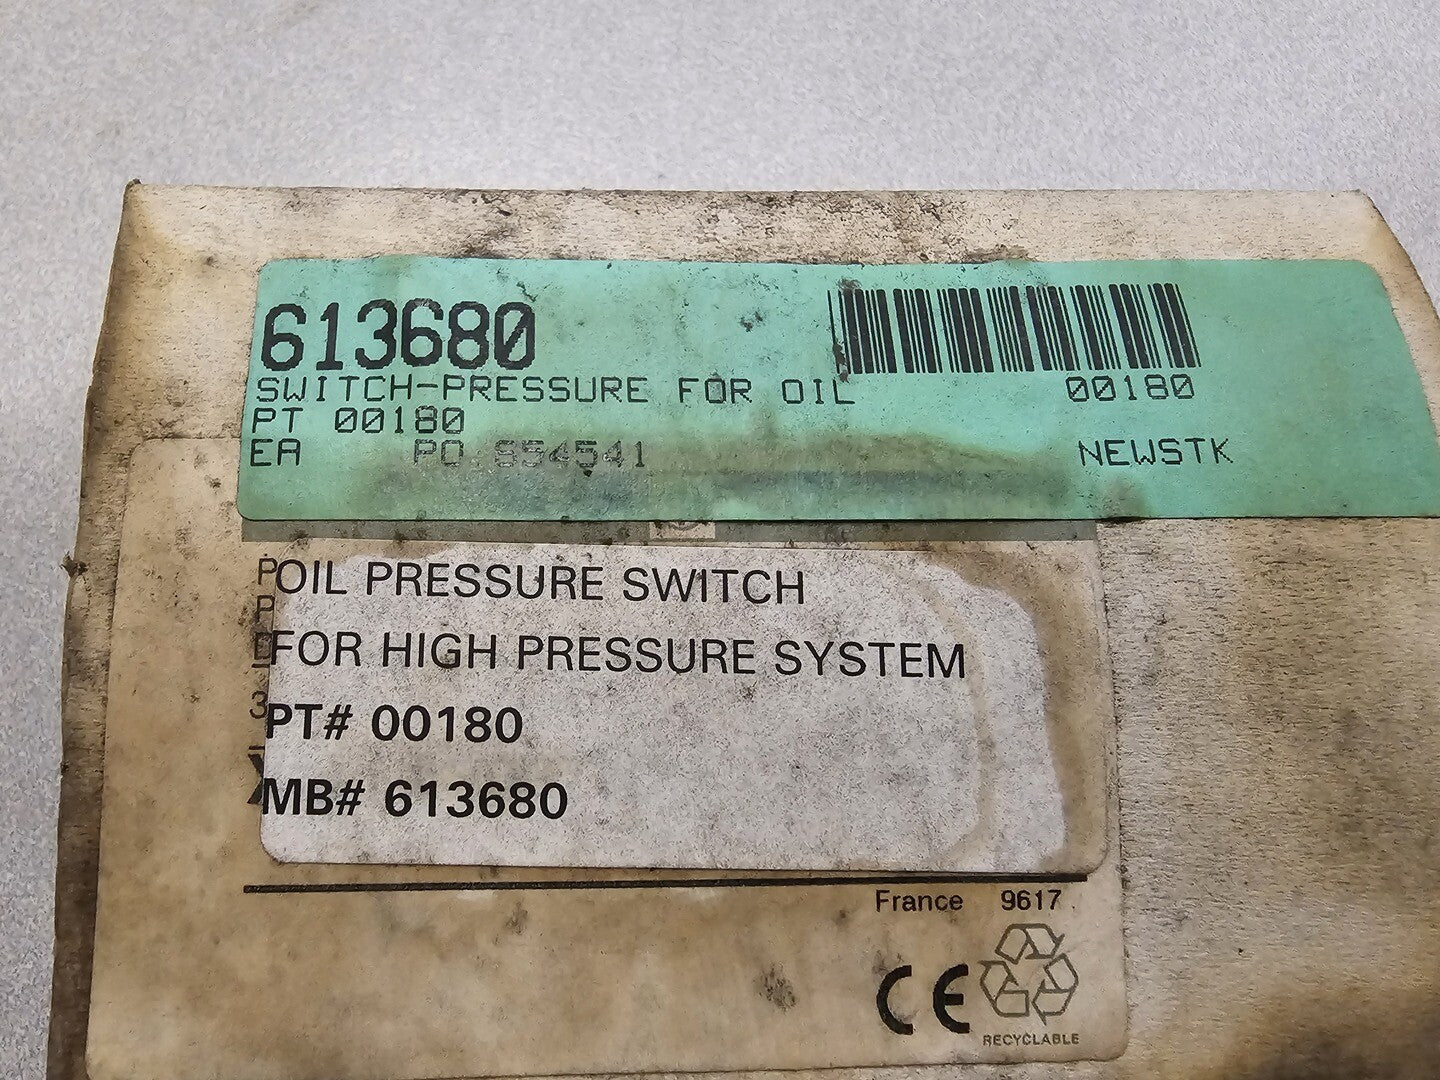 613680
SWITCH-PRESSURE FOR OIL
00180
PT 00180
EA PO S54541 NEWSTK
OIL PRESSURE SWITCH
FOR HIGH PRESSURE SYSTEM
PT# 00180
MB# 613680
France 9617
CE
RECYCLABLE